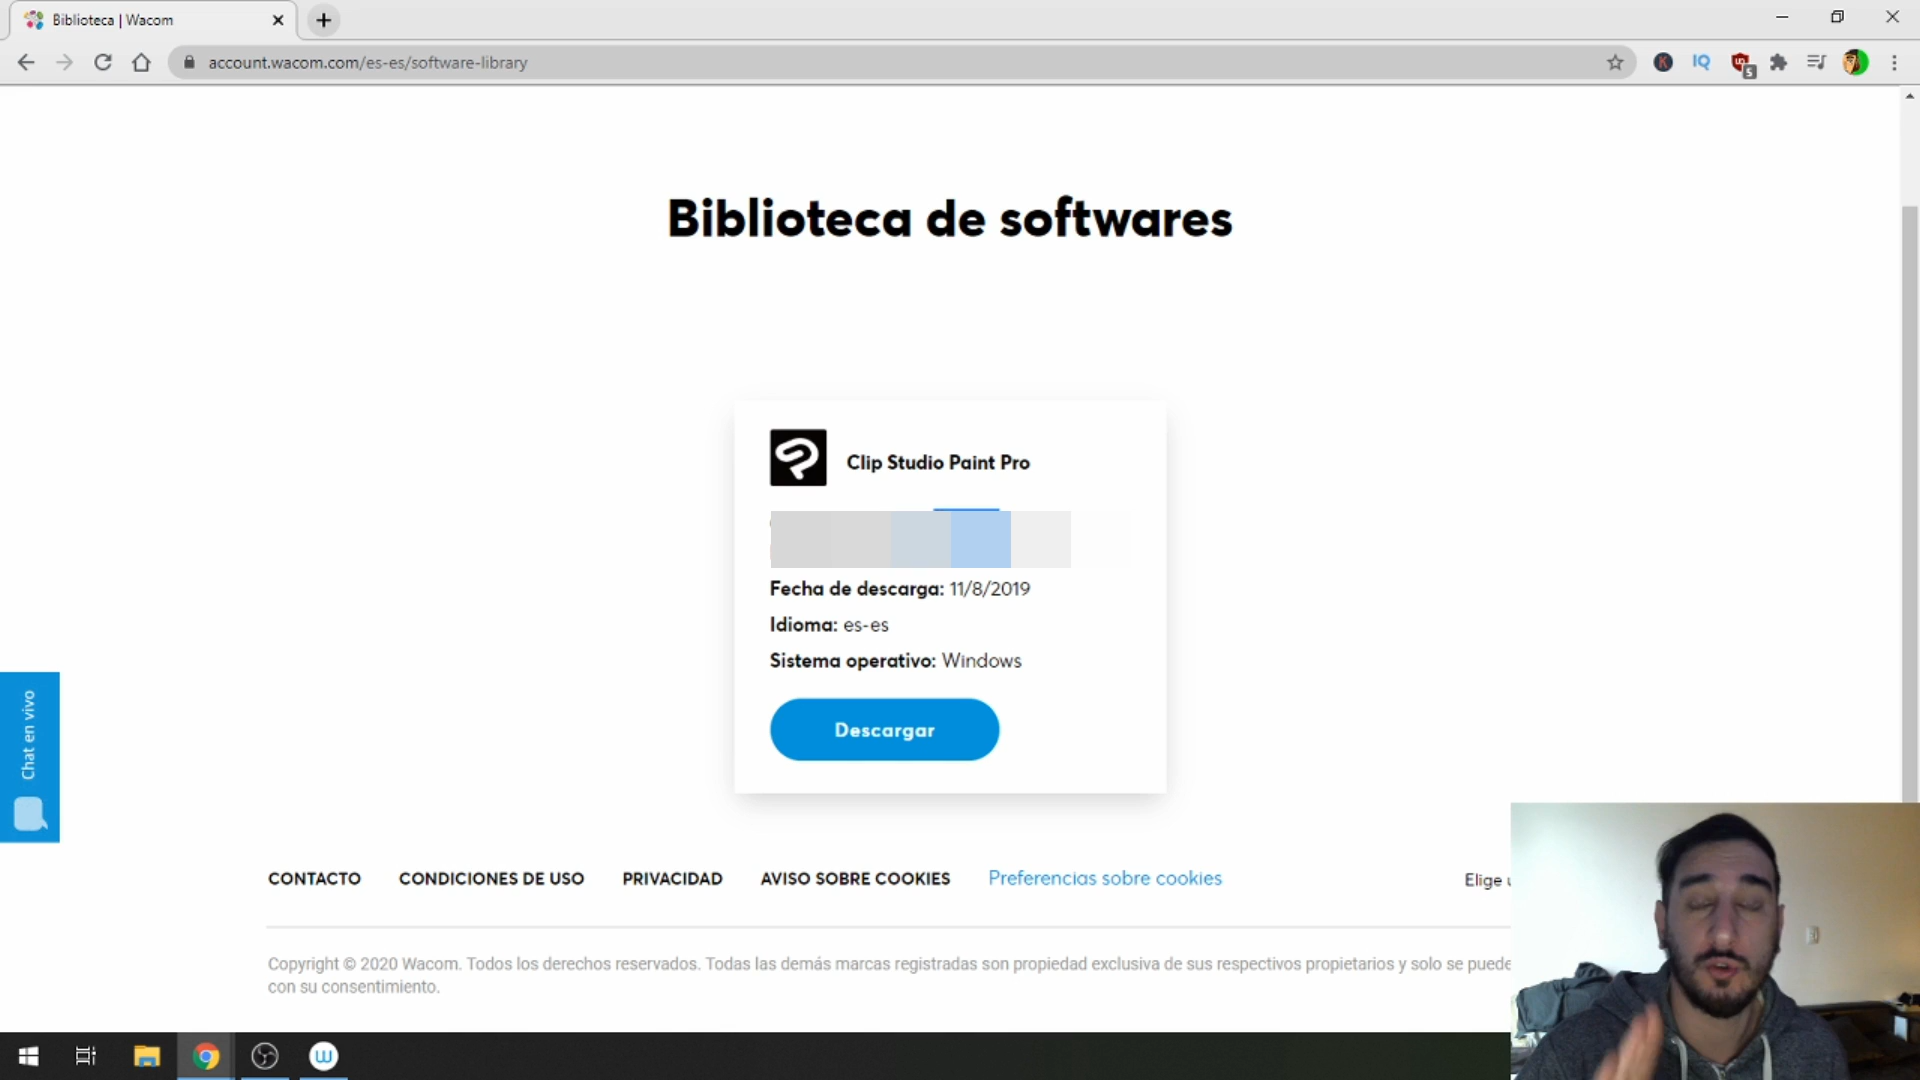 Biblioteca | Wacom
account.wacom.com/es-es/software-library
IQ
5
Biblioteca de softwares
Clip Studio Paint Pro
Fecha de descarga: 11/8/2019
Idioma: es-es
Sistema operativo: Windows
Descargar
Chat en vivo
CONTACTO CONDICIONES DE USO PRIVACIDAD AVISO SOBRE COOKIES Preferencias sobre cookies Elige
Copyright © 2020 Wacom. Todos los derechos reservados. Todas las demás marcas registradas son propiedad exclusiva de sus respectivos propietarios y solo se puede
con su consentimiento.